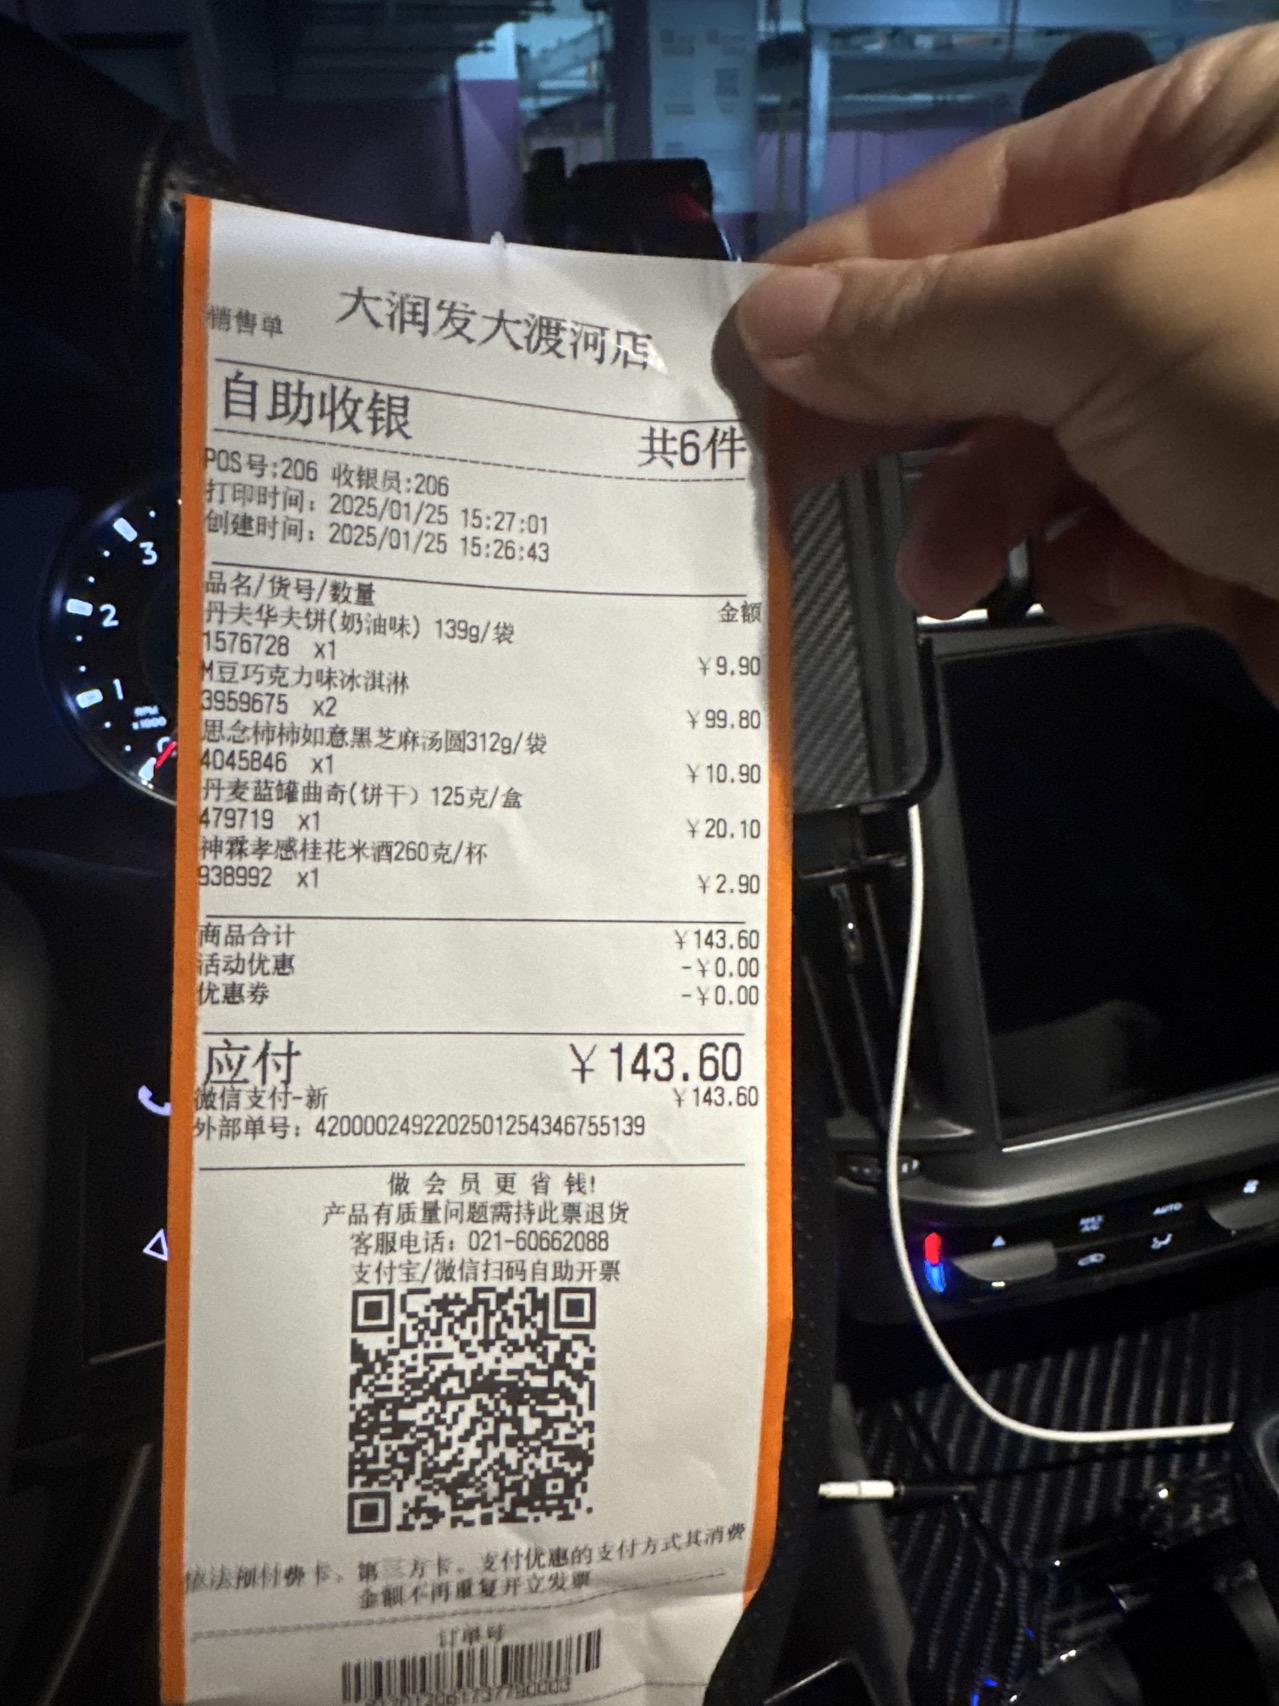 大润发大渡河店
销售单
自助收银
共6件
POS号:206 收银员:206
打印时间: 2025/01/25 15:27:01
创建时间: 2025/01/25 15:26:43
品名/货号/数量 金额
丹夫华夫饼(奶油味) 139g/袋
1576728 x1 ¥9.90
M豆巧克力味冰淇淋
3959675 x2 ¥99.80
思念柿柿如意黑芝麻汤圆312g/袋
4045846 x1 ¥10.90
丹麦蓝罐曲奇(饼干) 125克/盒
479719 x1 ¥20.10
神霖孝感桂花米酒260克/杯
938992 x1 ¥2.90
商品合计 ¥143.60
活动优惠 -¥0.00
优惠券 -¥0.00
应付 ¥143.60
微信支付-新 ¥143.60
外部单号: 4200002492202501254346755139
做会员更省钱!
产品有质量问题需持此票退货
客服电话: 021-60662088
支付宝/微信扫码自助开票
依法预付费卡、第三方卡、支付优惠的支付方式其消费
金额不再重复开立发票
订单号
3
2
1
RPM
x1000
AUTO